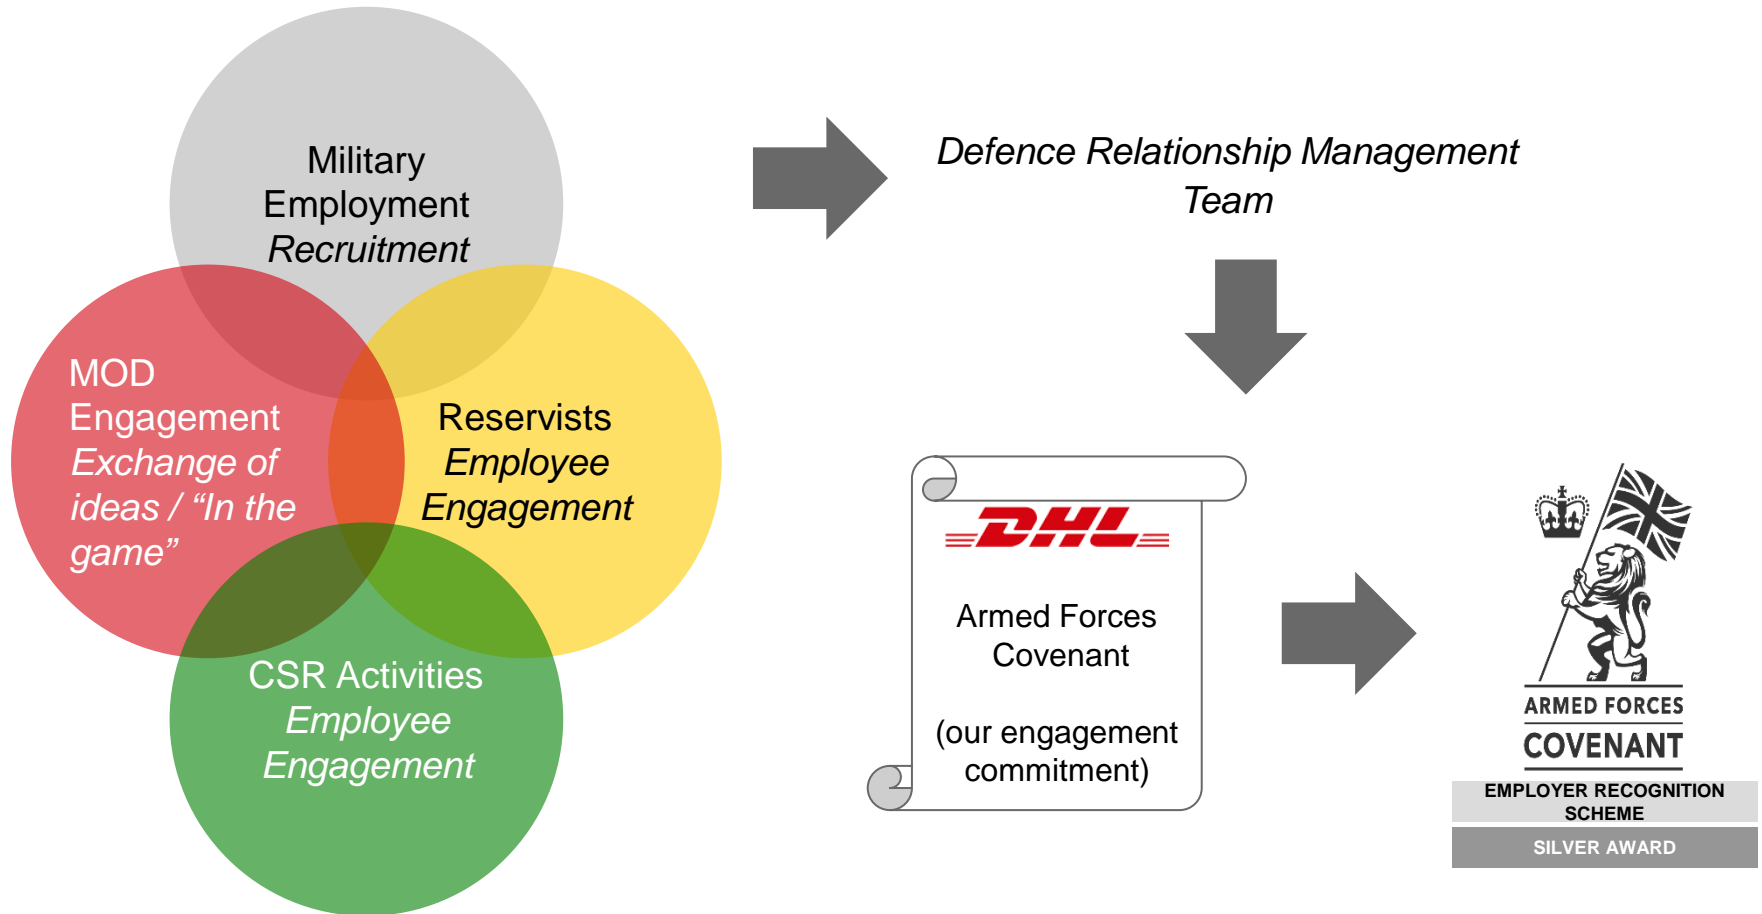 Military
Employment
Recruitment
MOD
Engagement
Exchange of
ideas / “In the
game”
Reservists
Employee
Engagement
CSR Activities
Employee
Engagement
Defence Relationship Management
Team
DHL
Armed Forces
Covenant
(our engagement
commitment)
ARMED FORCES
COVENANT
EMPLOYER RECOGNITION
SCHEME
SILVER AWARD